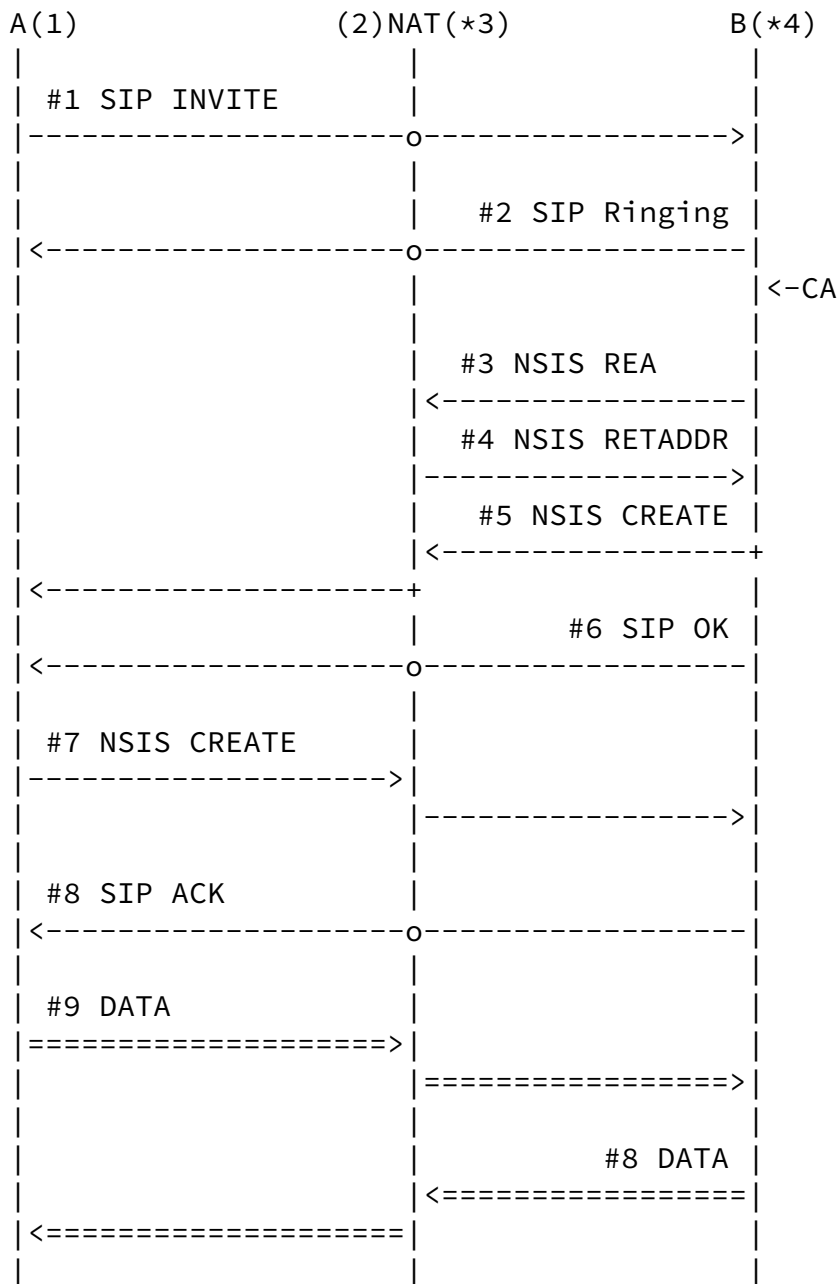 A(1) (2)NAT(*3) B(*4)
#1 SIP INVITE
#2 SIP Ringing
<-CA
#3 NSIS REA
#4 NSIS RETADDR
#5 NSIS CREATE
#6 SIP OK
#7 NSIS CREATE
#8 SIP ACK
#9 DATA
#8 DATA